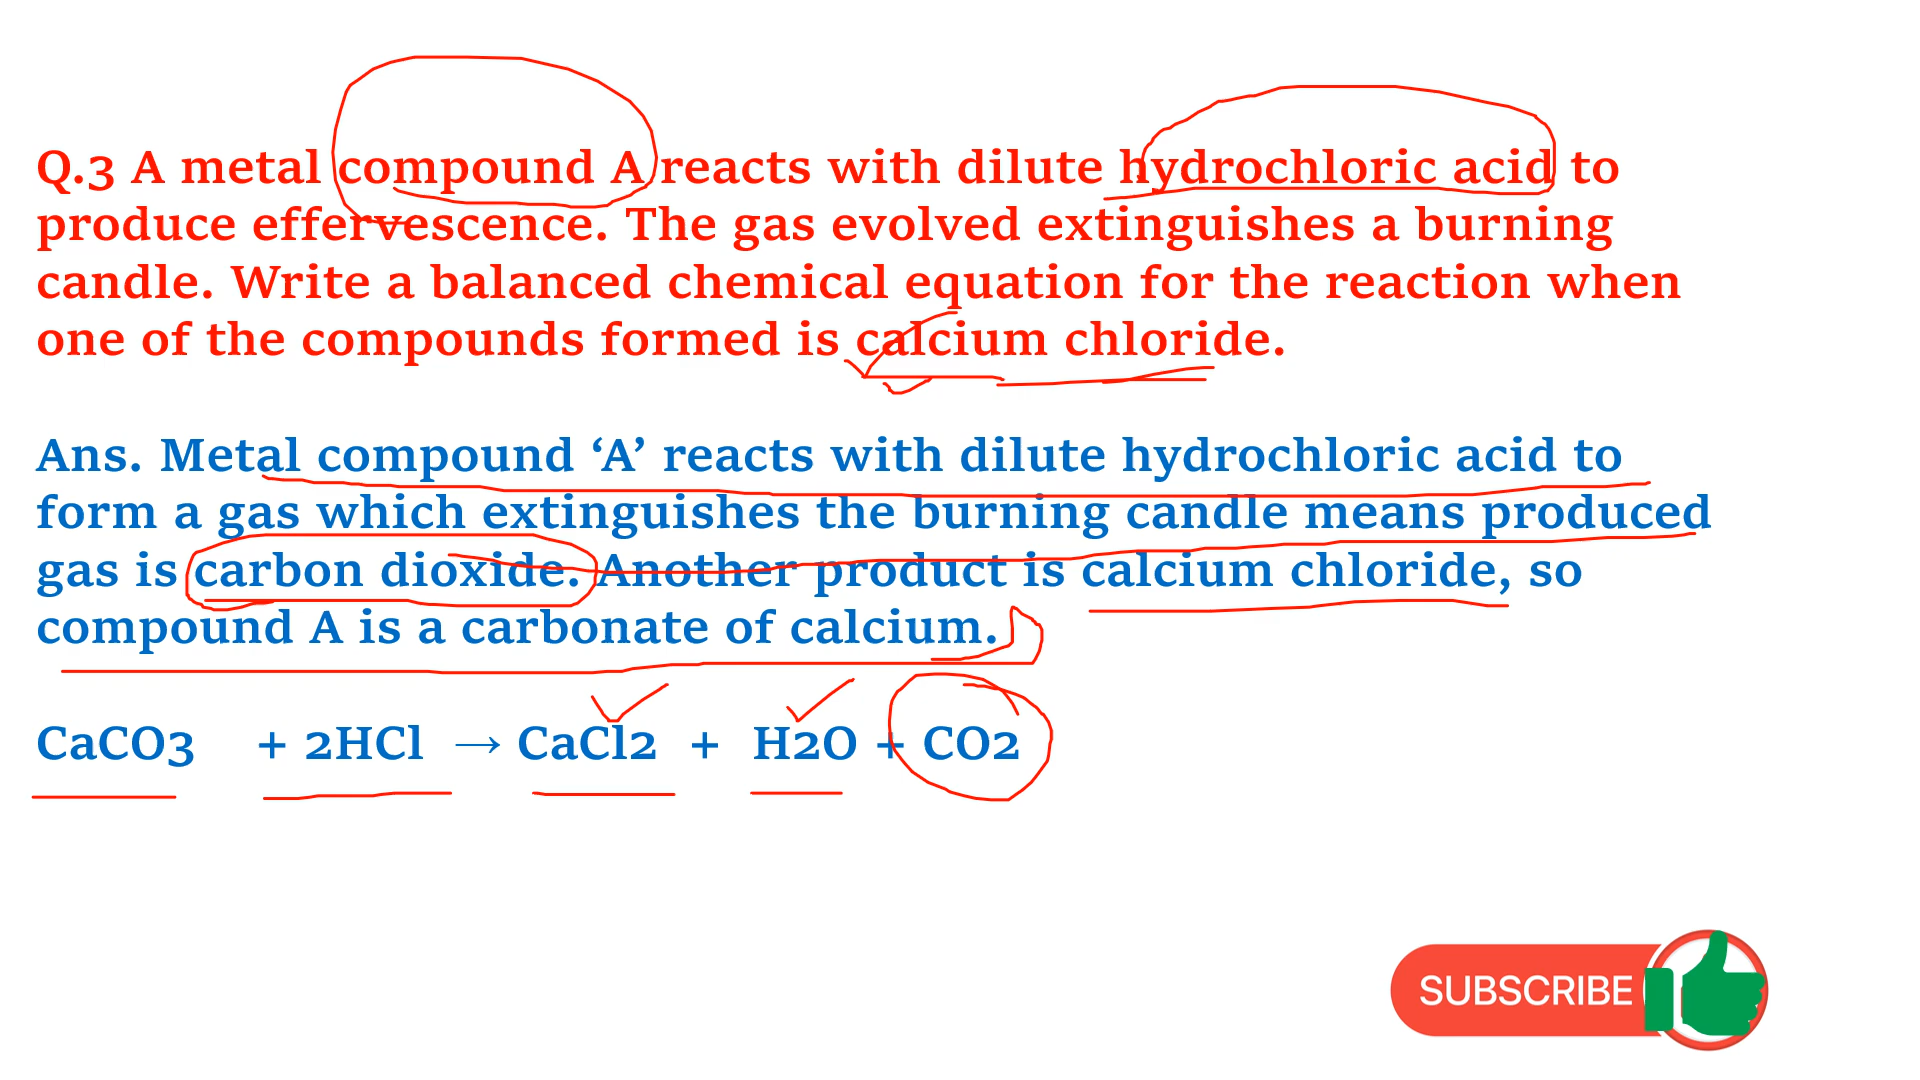 Q.3 A metal compound A reacts with dilute hydrochloric acid to
produce effervescence. The gas evolved extinguishes a burning
candle. Write a balanced chemical equation for the reaction when
one of the compounds formed is calcium chloride.
Ans. Metal compound ‘A’ reacts with dilute hydrochloric acid to
form a gas which extinguishes the burning candle means produced
gas is carbon dioxide. Another product is calcium chloride, so
compound A is a carbonate of calcium.
CaCO3 + 2HCl → CaCl2 + H2O + CO2
SUBSCRIBE